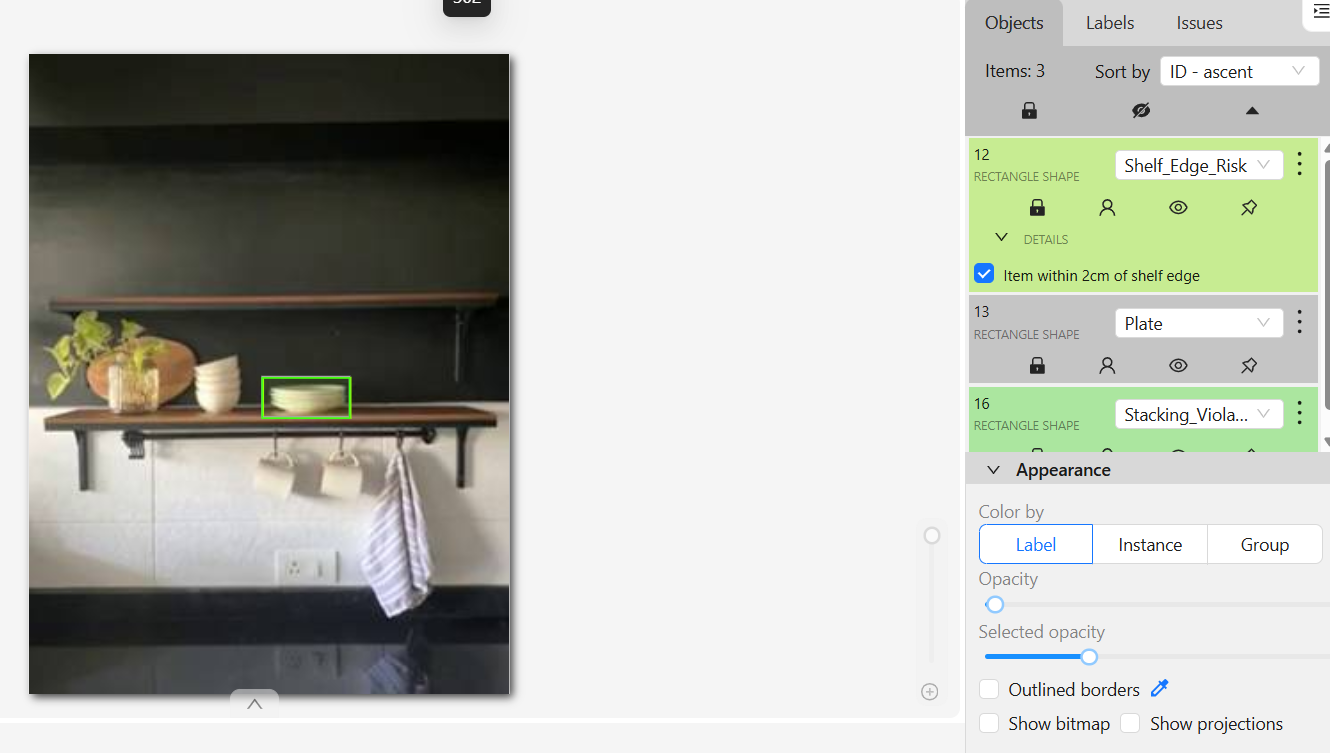 Objects Labels Issues
Items: 3 Sort by ID - ascent
12
RECTANGLE SHAPE
Shelf_Edge_Risk
DETAILS
Item within 2cm of shelf edge
13
RECTANGLE SHAPE
Plate
16
RECTANGLE SHAPE
Stacking_Viola...
Appearance
Color by
Label Instance Group
Opacity
Selected opacity
Outlined borders
Show bitmap Show projections